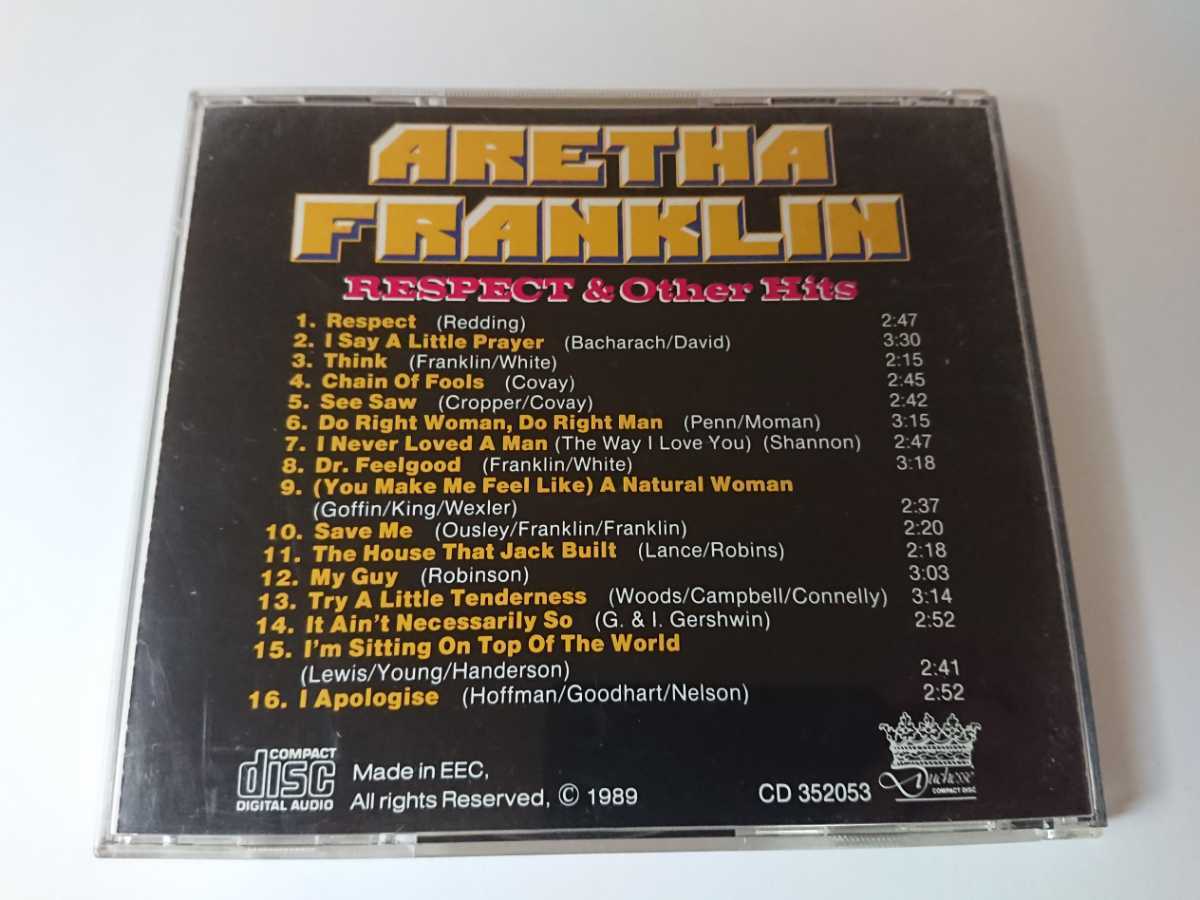 ARETHA
FRANKLIN
RESPECT & Other Hits
1. Respect (Redding) 2:47
2. I Say A Little Prayer (Bacharach/David) 3:30
3. Think (Franklin/White) 2:15
4. Chain Of Fools (Covay) 2:45
5. See Saw (Cropper/Covay) 2:42
6. Do Right Woman, Do Right Man (Penn/Moman) 3:15
7. I Never Loved A Man (The Way I Love You) (Shannon) 2:47
8. Dr. Feelgood (Franklin/White) 3:18
9. (You Make Me Feel Like) A Natural Woman
(Goffin/King/Wexler) 2:37
10. Save Me (Ousley/Franklin/Franklin) 2:20
11. The House That Jack Built (Lance/Robins) 2:18
12. My Guy (Robinson) 3:03
13. Try A Little Tenderness (Woods/Campbell/Connelly) 3:14
14. It Ain't Necessarily So (G. & I. Gershwin) 2:52
15. I'm Sitting On Top Of The World
(Lewis/Young/Handerson) 2:41
16. I Apologise (Hoffman/Goodhart/Nelson) 2:52
COMPACT
disc
DIGITAL AUDIO
Made in EEC,
All rights Reserved, © 1989
CD 352053
Duchesse
COMPACT DISC